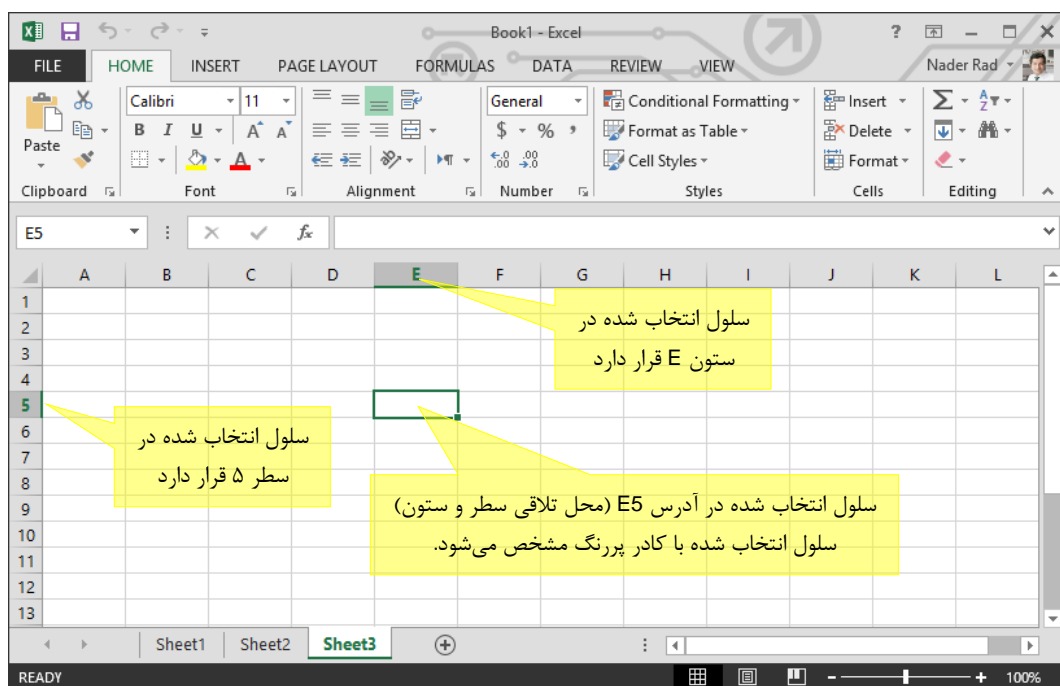 Book1 - Excel
FILE HOME INSERT PAGE LAYOUT FORMULAS DATA REVIEW VIEW Nader Rad
Calibri 11 General Conditional Formatting Insert
Paste B I U A A $ % , Format as Table Delete
A .00 .00 Cell Styles Format
Clipboard Font Alignment Number Styles Cells Editing
E5 fx
A B C D E F G H I J K L
1
2
3
4
5
6
7
8
9
10
11
12
13
سلول انتخاب شده در
ستون E قرار دارد
سلول انتخاب شده در
سطر ۵ قرار دارد
سلول انتخاب شده در آدرس E5 (محل تلاقی سطر و ستون)
سلول انتخاب شده با کادر پررنگ مشخص می‌شود.
Sheet1 Sheet2 Sheet3
READY 100%